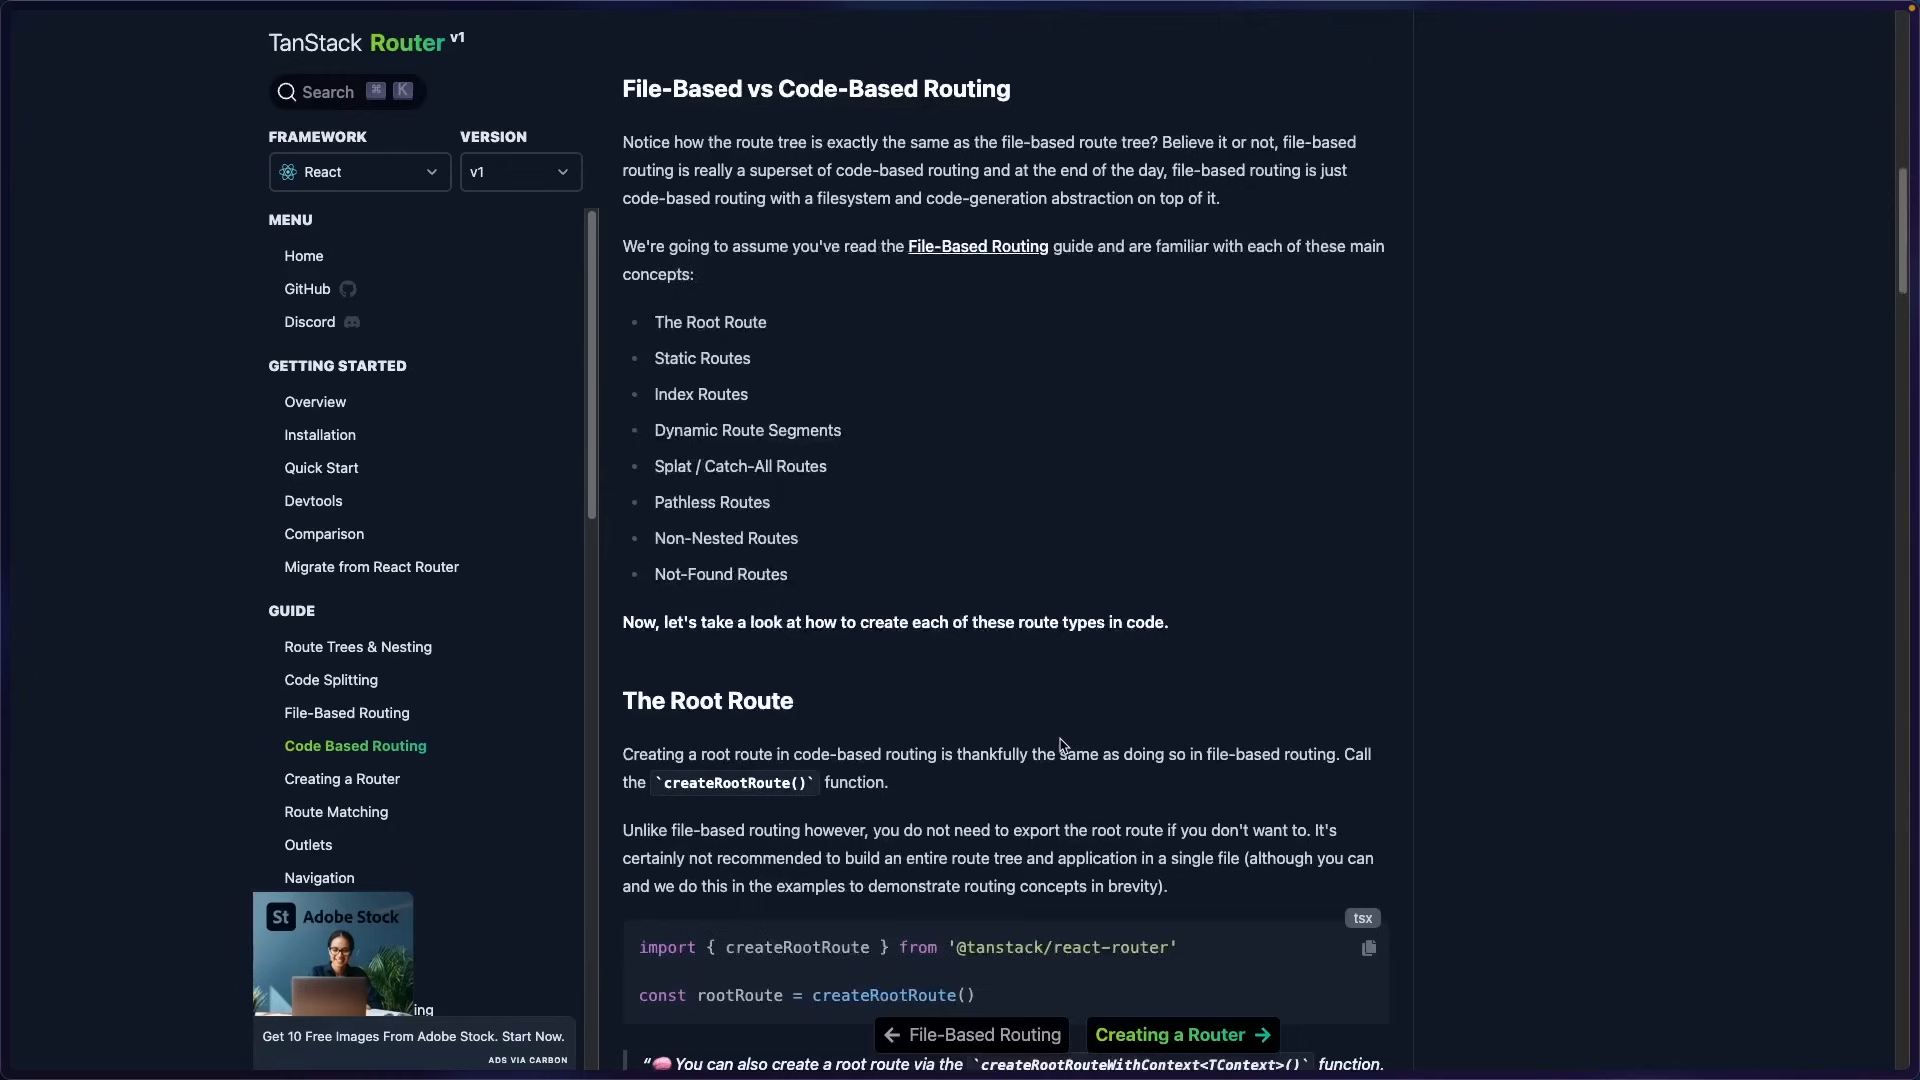 TanStack Router v1
Search ⌘ K
FRAMEWORK
VERSION
React
v1
MENU
Home
GitHub
Discord
GETTING STARTED
Overview
Installation
Quick Start
Devtools
Comparison
Migrate from React Router
GUIDE
Route Trees & Nesting
Code Splitting
File-Based Routing
Code Based Routing
Creating a Router
Route Matching
Outlets
Navigation
St Adobe Stock
ing
Get 10 Free Images From Adobe Stock. Start Now.
ADS VIA CARBON
File-Based vs Code-Based Routing
Notice how the route tree is exactly the same as the file-based route tree? Believe it or not, file-based
routing is really a superset of code-based routing and at the end of the day, file-based routing is just
code-based routing with a filesystem and code-generation abstraction on top of it.
We're going to assume you've read the File-Based Routing guide and are familiar with each of these main
concepts:
• The Root Route
• Static Routes
• Index Routes
• Dynamic Route Segments
• Splat / Catch-All Routes
• Pathless Routes
• Non-Nested Routes
• Not-Found Routes
Now, let's take a look at how to create each of these route types in code.
The Root Route
Creating a root route in code-based routing is thankfully the same as doing so in file-based routing. Call
the `createRootRoute()` function.
Unlike file-based routing however, you do not need to export the root route if you don't want to. It's
certainly not recommended to build an entire route tree and application in a single file (although you can
and we do this in the examples to demonstrate routing concepts in brevity).
tsx
import { createRootRoute } from '@tanstack/react-router'
const rootRoute = createRootRoute()
← File-Based Routing
Creating a Router →
“🧠 You can also create a root route via the `createRootRouteWithContext<TContext>()` function.